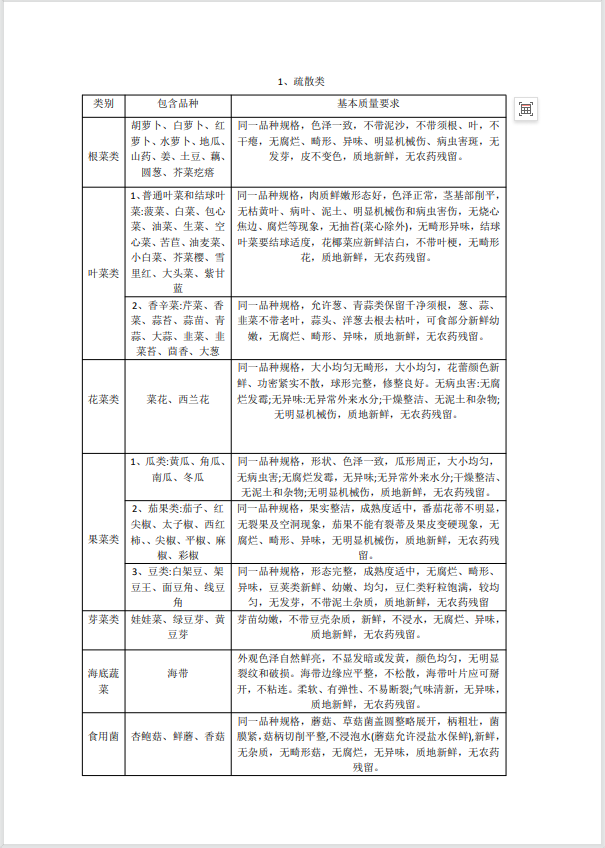 1、疏散类
类别 包含品种 基本质量要求
根菜类
胡萝卜、白萝卜、红
萝卜、水萝卜、地瓜、
山药、姜、土豆、藕、
圆葱、芥菜疙瘩
同一品种规格，色泽一致，不带泥沙，不带须根、叶，不
干瘪，无腐烂、畸形、异味、明显机械伤，病虫害斑，无
发芽，皮不变色，质地新鲜，无农药残留。
叶菜类
1、普通叶菜和结球叶
菜:菠菜、白菜、包心
菜、油菜、生菜、空
心菜、苦苣、油麦菜、
小白菜、芥菜樱、雪
里红、大头菜、紫甘
蓝
同一品种规格，肉质鲜嫩形态好，色泽正常，茎基部削平，
无枯黄叶、病叶、泥土、明显机械伤和病虫害伤，无烧心
焦边、腐烂等现象，无抽苔(菜心除外)，无畸形异味，结球
叶菜要结球适度，花椰菜应新鲜洁白，不带叶梗，无畸形
花，质地新鲜，无农药残留。
2、香辛菜:芹菜、香
菜、蒜苔、蒜苗、青
蒜、大蒜、韭菜、韭
菜苔、茴香、大葱
同一品种规格，允许葱、青蒜类保留千净须根，葱、蒜、
韭菜不带老叶，蒜头、洋葱去根去枯叶，可食部分新鲜幼
嫩，无腐烂、畸形、异味，质地新鲜，无农药残留。
花菜类
菜花、西兰花
同一品种规格，大小均匀无畸形，大小均匀，花蕾颜色新
鲜、功密紧实不散，球形完整，修整良好。无病虫害:无腐
烂发霉;无异味:无异常外来水分;干燥整洁、无泥土和杂物;
无明显机械伤，质地新鲜，无农药残留。
果菜类
1、瓜类:黄瓜、角瓜、
南瓜、冬瓜
同一品种规格，形状、色泽一致，瓜形周正，大小均匀，
无病虫害;无腐烂发霉，无异味;无异常外来水分;干燥整洁、
无泥土和杂物;无明显机械伤，质地新鲜，无农药残留。
2、茄果类:茄子、红
尖椒、太子椒、西红
柿、、尖椒、平椒、麻
椒、彩椒
同一品种规格，果实整洁，成熟度适中，番茄花蒂不明显，
无裂果及空洞现象，茄果不能有裂蒂及果皮变硬现象，无
腐烂、畸形、异味，无明显机械伤，质地新鲜，无农药残
留。
3、豆类:白架豆、架
豆王、面豆角、线豆
角
同一品种规格，形态完整，成熟度适中，无腐烂、畸形、
异味，豆荚类新鲜、幼嫩、均匀，豆仁类籽粒饱满，较均
匀，无发芽，不带泥土杂质，质地新鲜，无农药残留
芽菜类
娃娃菜、绿豆芽、黄
豆芽
芽苗幼嫩，不带豆壳杂质，新鲜，不浸水，无腐烂、异味，
质地新鲜，无农药残留。
海底蔬
菜
海带
外观色泽自然鲜亮，不显发暗或发黄，颜色均匀，无明显
裂纹和破损。海带边缘应平整，不松散，海带叶片应可掰
开，不粘连。柔软、有弹性、不易断裂;气味清新，无异味，
质地新鲜，无农药残留。
食用菌
杏鲍菇、鲜蘑、香菇
同一品种规格，蘑菇、草菇菌盖圆整略展开，柄粗壮，菌
膜紧，菇柄切削平整,不浸泡水(蘑菇允许浸盐水保鲜),新鲜，
无杂质，无畸形菇，无腐烂，无异味，质地新鲜，无农药
残留。